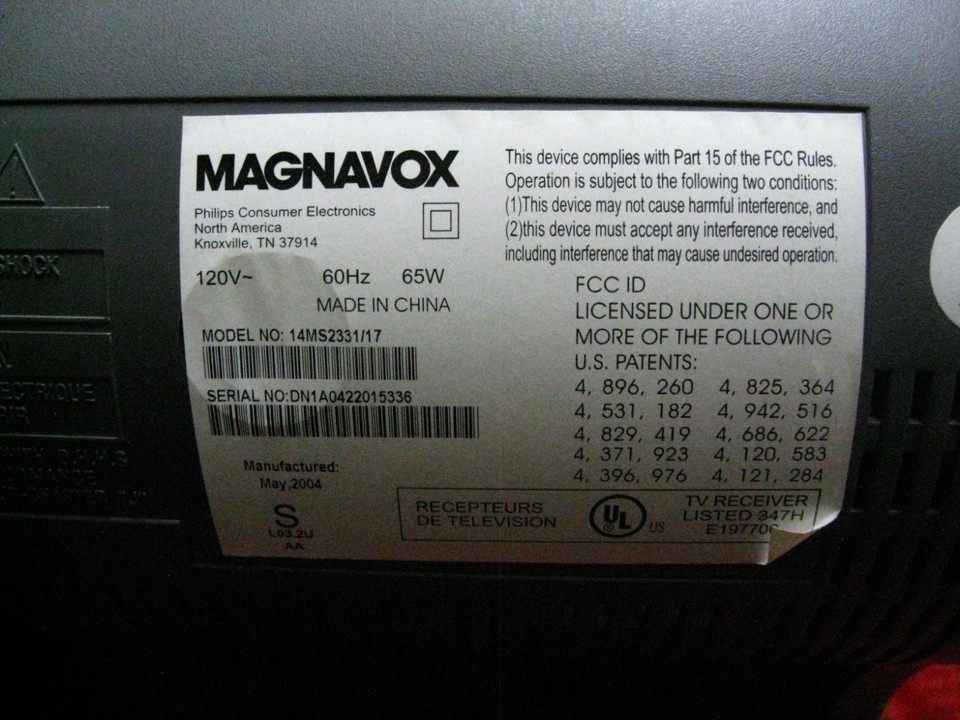 MAGNAVOX
Philips Consumer Electronics
North America
Knoxville, TN 37914
120V~ 60Hz 65W
MADE IN CHINA
MODEL NO: 14MS2331/17
SERIAL NO:DN1A0422015336
Manufactured:
May,2004
S
L03.2U
AA
This device complies with Part 15 of the FCC Rules.
Operation is subject to the following two conditions:
(1)This device may not cause harmful interference, and
(2)this device must accept any interference received,
including interference that may cause undesired operation.
FCC ID
LICENSED UNDER ONE OR
MORE OF THE FOLLOWING
U.S. PATENTS:
4, 896, 260 4, 825, 364
4, 531, 182 4, 942, 516
4, 829, 419 4, 686, 622
4, 371, 923 4, 120, 583
4, 396, 976 4, 121, 284
RECEPTEURS
DE TELEVISION
UL US
TV RECEIVER
LISTED 347H
SHOCK